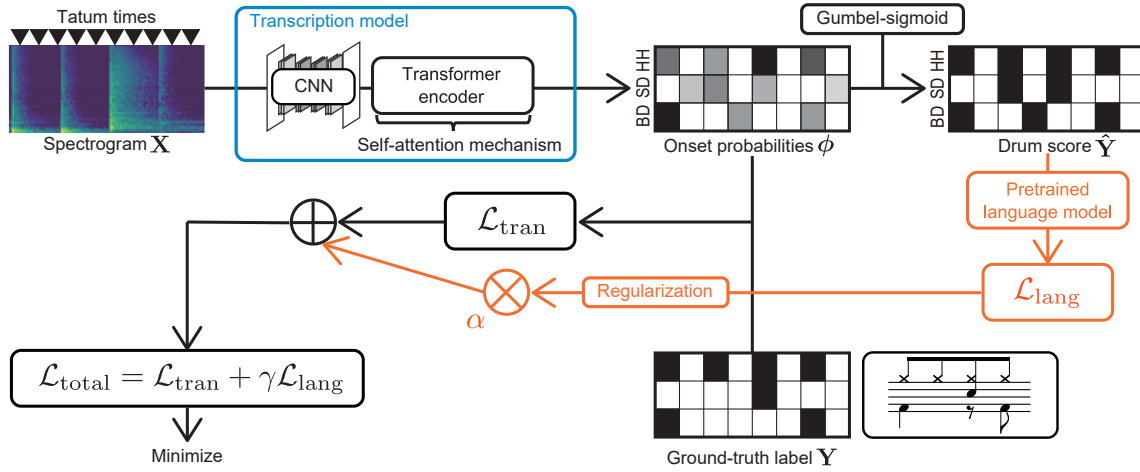 Tatum times
Spectrogram X
Transcription model
CNN
Transformer
encoder
Self-attention mechanism
HH
SD
BD
Onset probabilities ϕ
Gumbel-sigmoid
HH
SD
BD
Drum score Ŷ
Pretrained
language model
ℒtran
Regularization
ℒlang
α
ℒtotal = ℒtran + γℒlang
Minimize
Ground-truth label Y